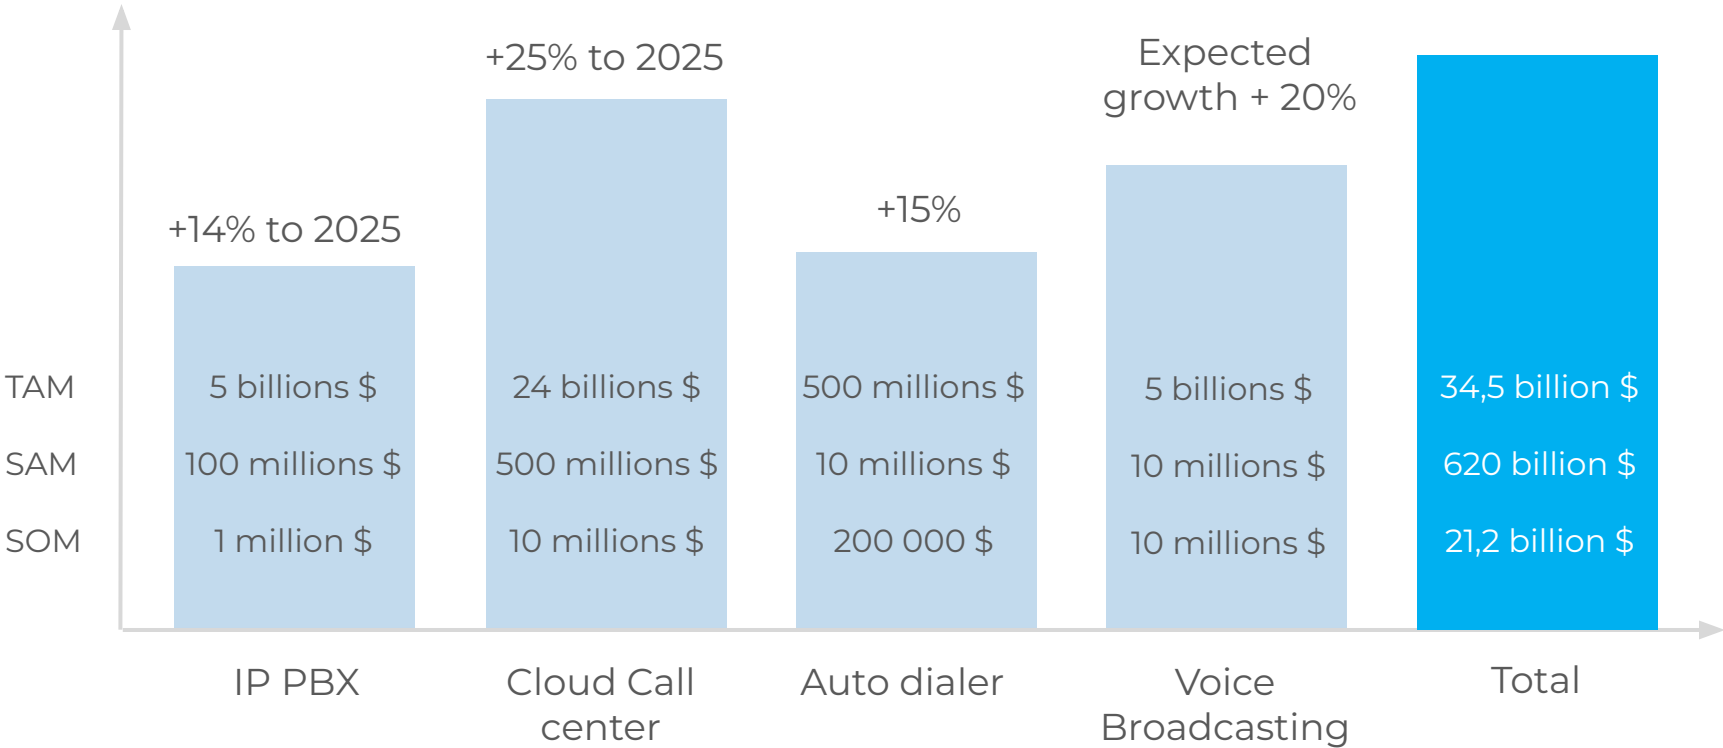 +14% to 2025
+25% to 2025
+15%
Expected
growth + 20%
TAM
5 billions $
24 billions $
500 millions $
5 billions $
34,5 billion $
SAM
100 millions $
500 millions $
10 millions $
10 millions $
620 billion $
SOM
1 million $
10 millions $
200 000 $
10 millions $
21,2 billion $
IP PBX
Cloud Call
center
Auto dialer
Voice
Broadcasting
Total